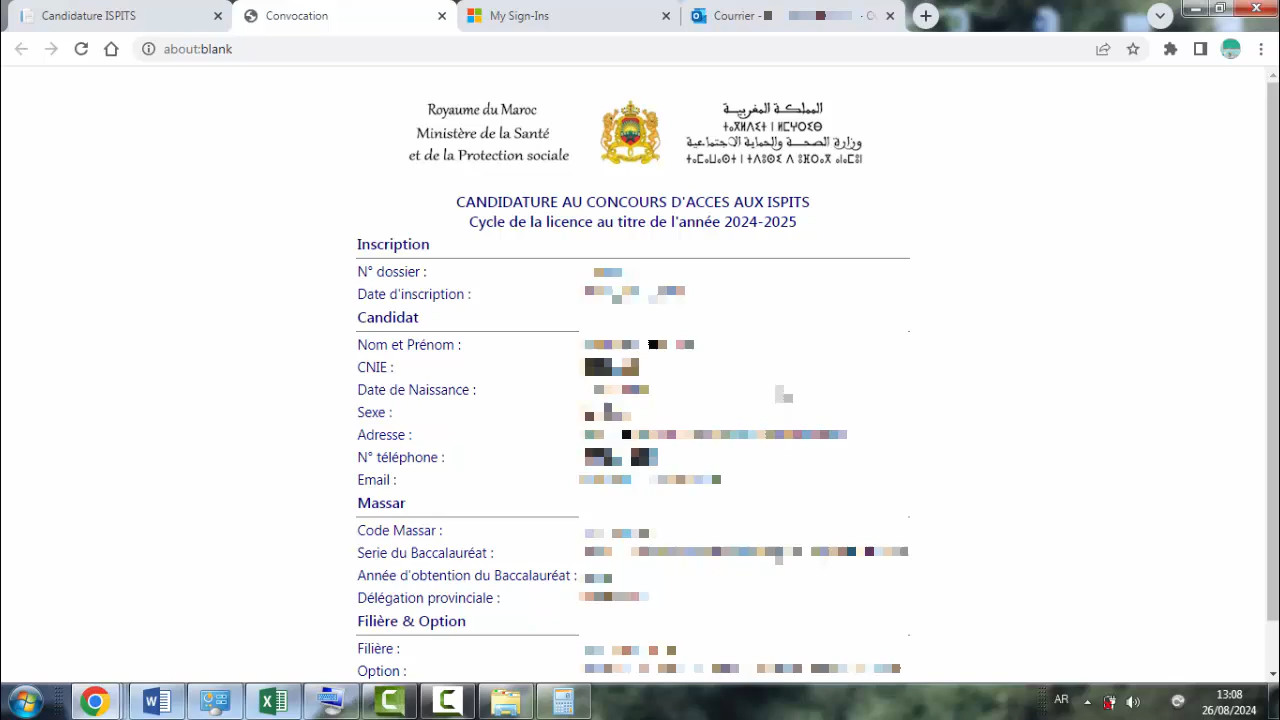 Candidature ISPITS
Convocation
My Sign-Ins
Courrier -
about:blank
Royaume du Maroc
Ministère de la Santé
et de la Protection sociale
المملكة المغربية
ⵜⴰⴳⵍⴷⵉⵜ ⵏ ⵍⵎⵖⵔⵉⴱ
وزارة الصحة والحماية الاجتماعية
CANDIDATURE AU CONCOURS D'ACCES AUX ISPITS
Cycle de la licence au titre de l'année 2024-2025
Inscription
N° dossier :
Date d'inscription :
Candidat
Nom et Prénom :
CNIE :
Date de Naissance :
Sexe :
Adresse :
N° téléphone :
Email :
Massar
Code Massar :
Serie du Baccalauréat :
Année d'obtention du Baccalauréat :
Délégation provinciale :
Filière & Option
Filière :
Option :
AR
13:08
26/08/2024